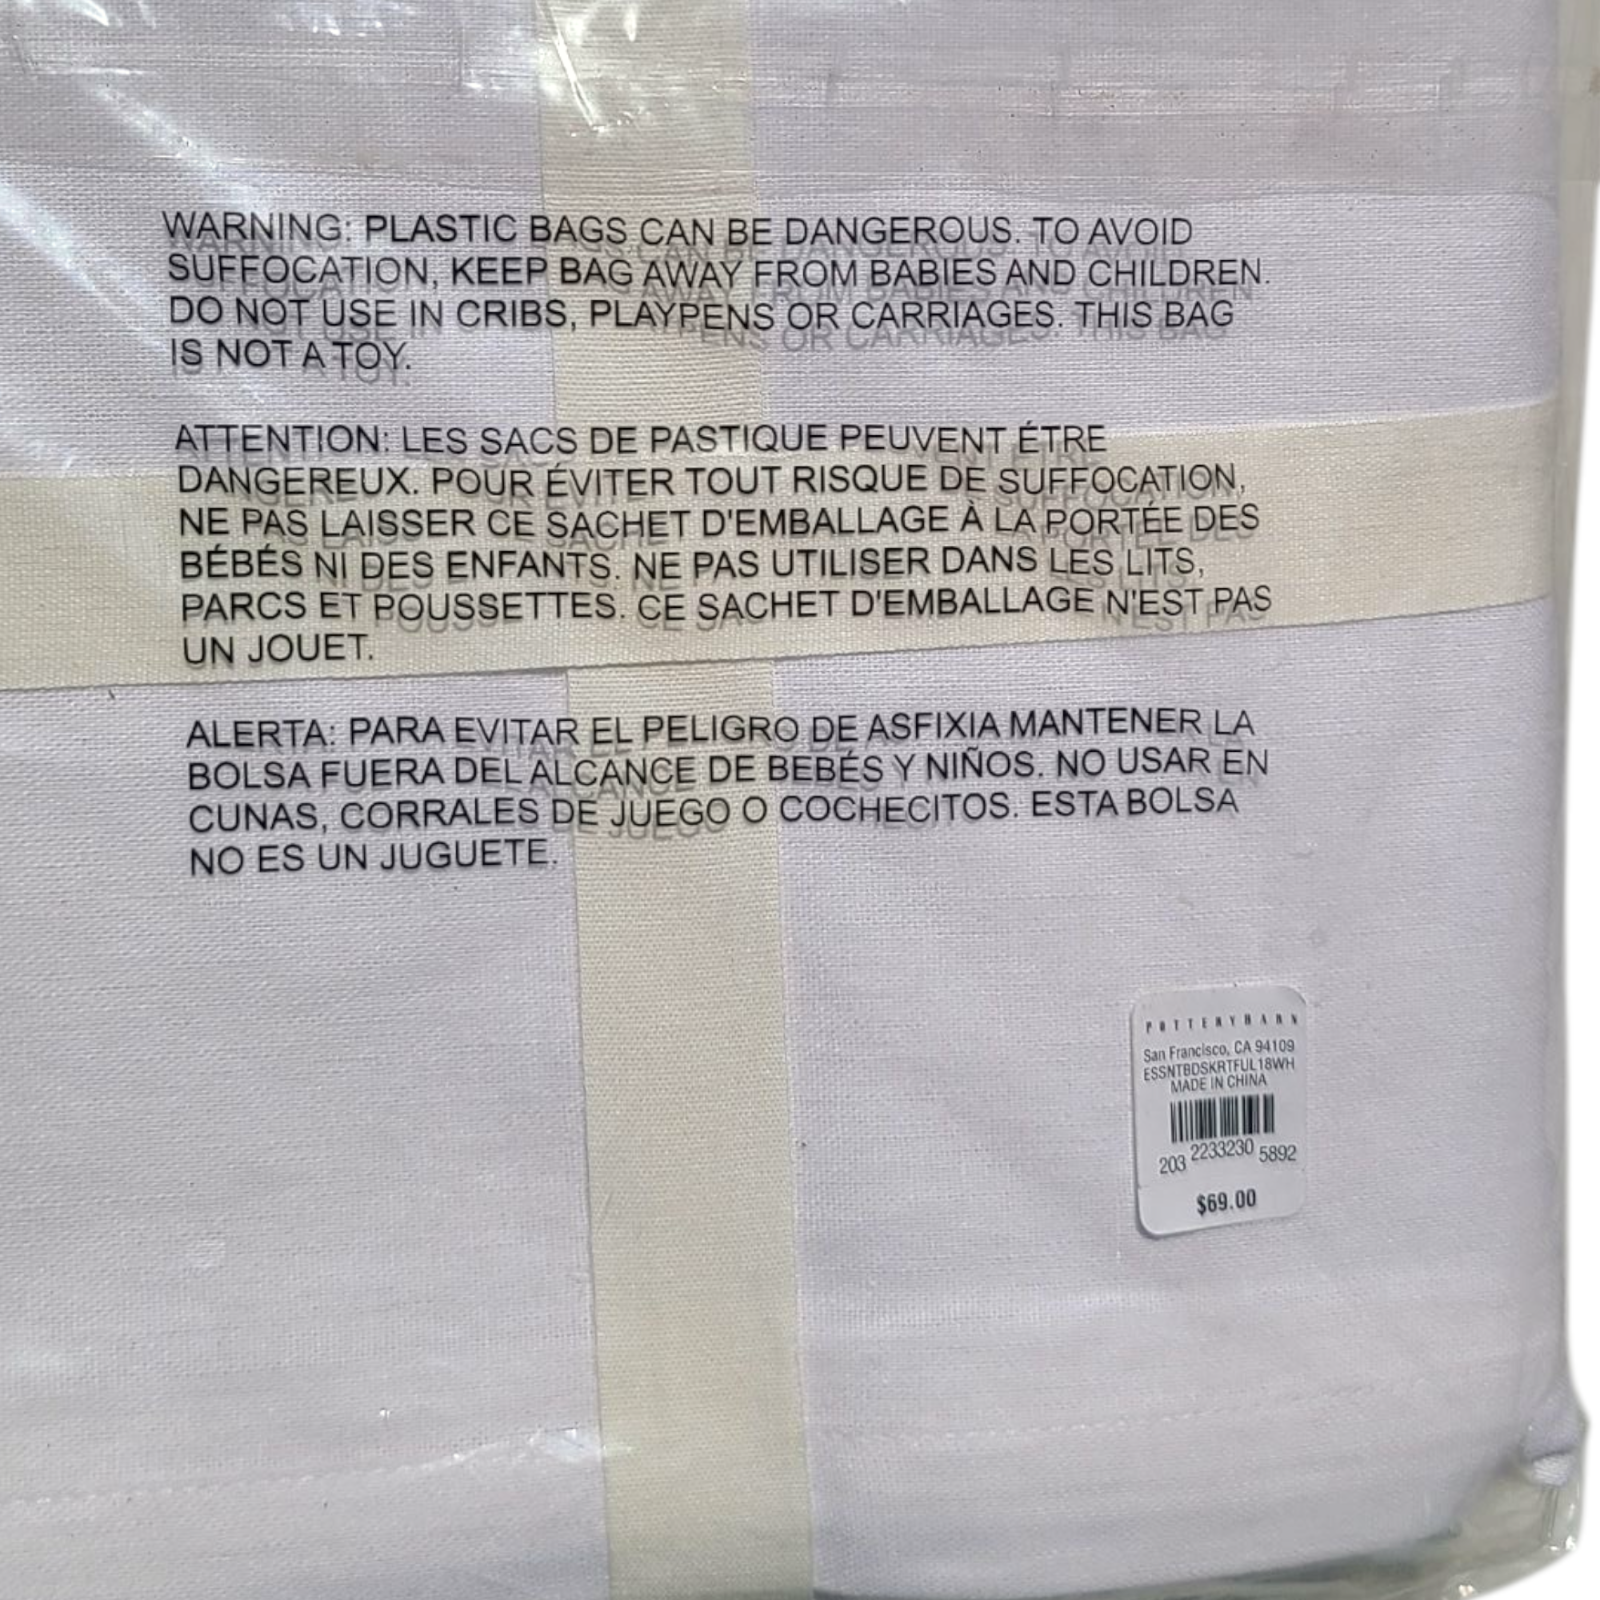 WARNING: PLASTIC BAGS CAN BE DANGEROUS. TO AVOID
SUFFOCATION, KEEP BAG AWAY FROM BABIES AND CHILDREN.
DO NOT USE IN CRIBS, PLAYPENS OR CARRIAGES. THIS BAG
IS NOT A TOY.
ATTENTION: LES SACS DE PASTIQUE PEUVENT ÉTRE
DANGEREUX. POUR ÉVITER TOUT RISQUE DE SUFFOCATION,
NE PAS LAISSER CE SACHET D'EMBALLAGE À LA PORTÉE DES
BÉBÉS NI DES ENFANTS. NE PAS UTILISER DANS LES LITS,
PARCS ET POUSSETTES. CE SACHET D'EMBALLAGE N'EST PAS
UN JOUET.
ALERTA: PARA EVITAR EL PELIGRO DE ASFIXIA MANTENER LA
BOLSA FUERA DEL ALCANCE DE BEBÉS Y NIÑOS. NO USAR EN
CUNAS, CORRALES DE JUEGO O COCHECITOS. ESTA BOLSA
NO ES UN JUGUETE.
POTTERYBARN
San Francisco, CA 94109
ESSNTBDSKRTFUL18WH
MADE IN CHINA
203 2233230 5892
$69.00